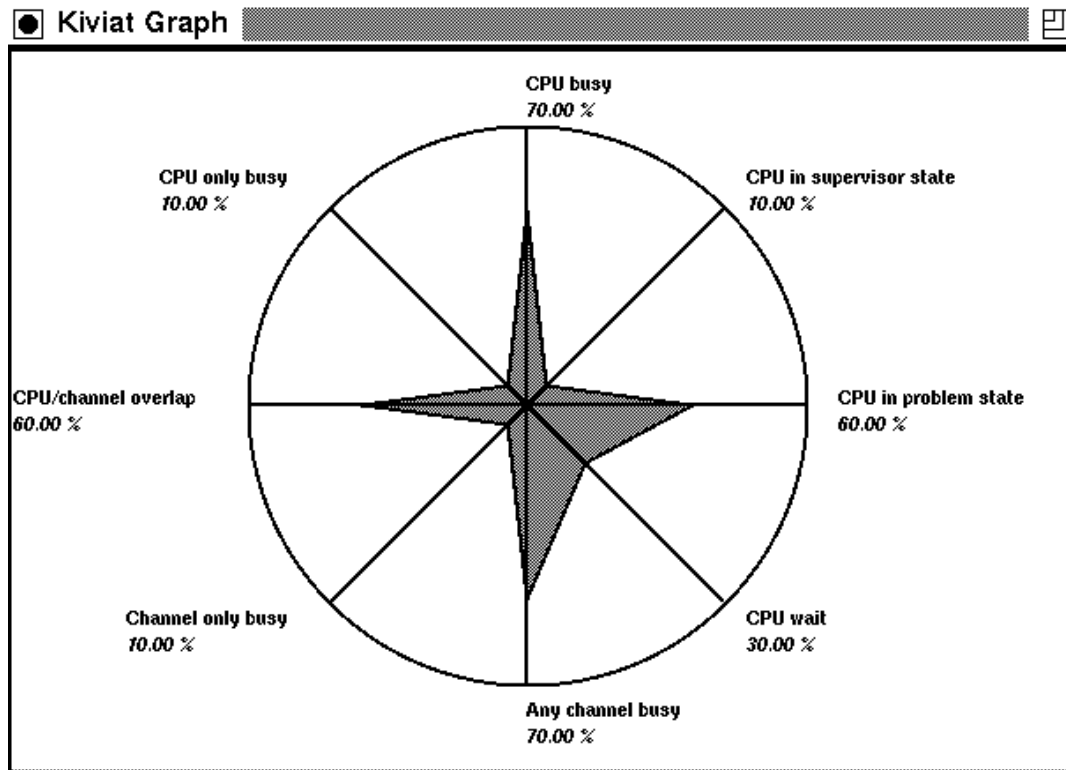 Kiviat Graph
CPU busy
70.00 %
CPU only busy
10.00 %
CPU in supervisor state
10.00 %
CPU/channel overlap
60.00 %
CPU in problem state
60.00 %
Channel only busy
10.00 %
CPU wait
30.00 %
Any channel busy
70.00 %